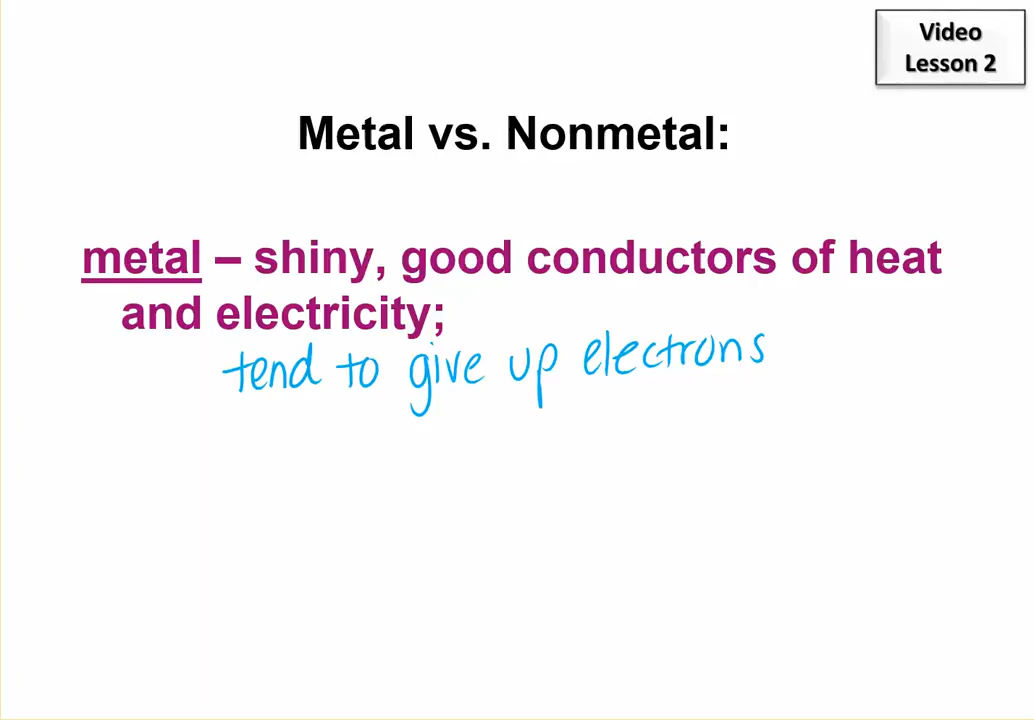 Video
Lesson 2
Metal vs. Nonmetal:
metal – shiny, good conductors of heat
and electricity;
tend to give up electrons